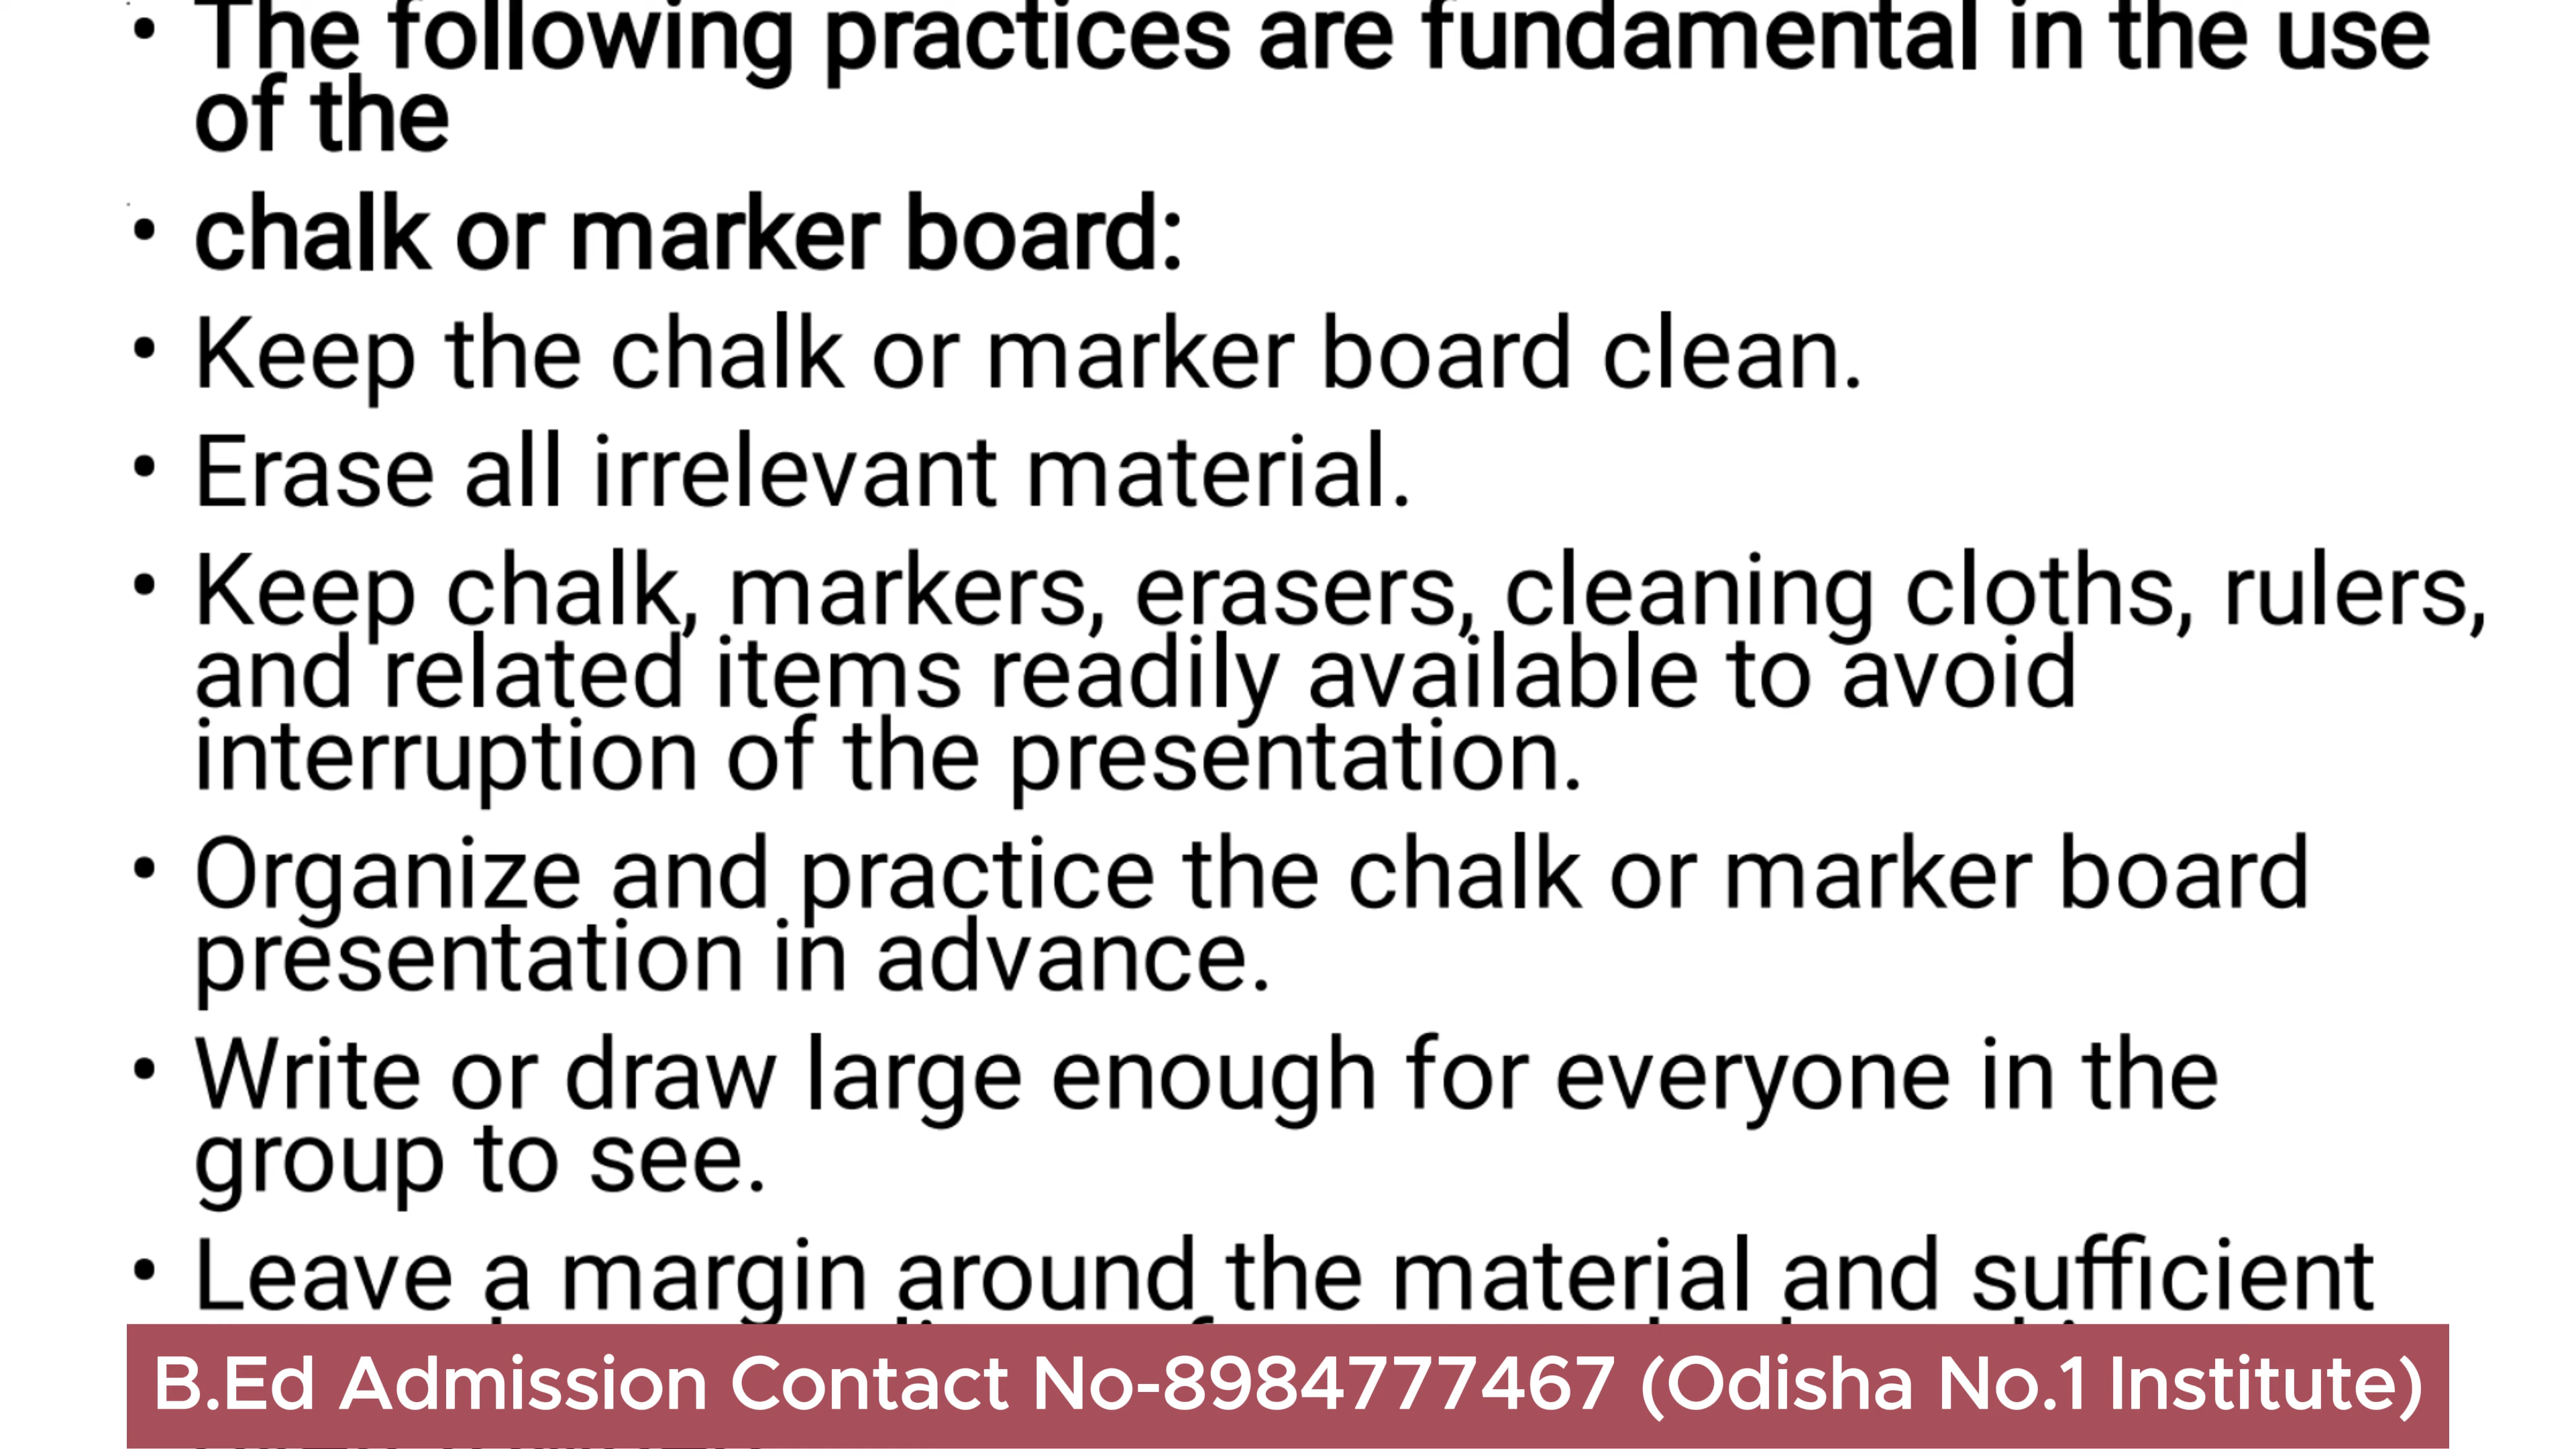 • The following practices are fundamental in the use
of the
• chalk or marker board:
• Keep the chalk or marker board clean.
• Erase all irrelevant material.
• Keep chalk, markers, erasers, cleaning cloths, rulers,
and related items readily available to avoid
interruption of the presentation.
• Organize and practice the chalk or marker board
presentation in advance.
• Write or draw large enough for everyone in the
group to see.
• Leave a margin around the material and sufficient
B.Ed Admission Contact No-8984777467 (Odisha No.1 Institute)